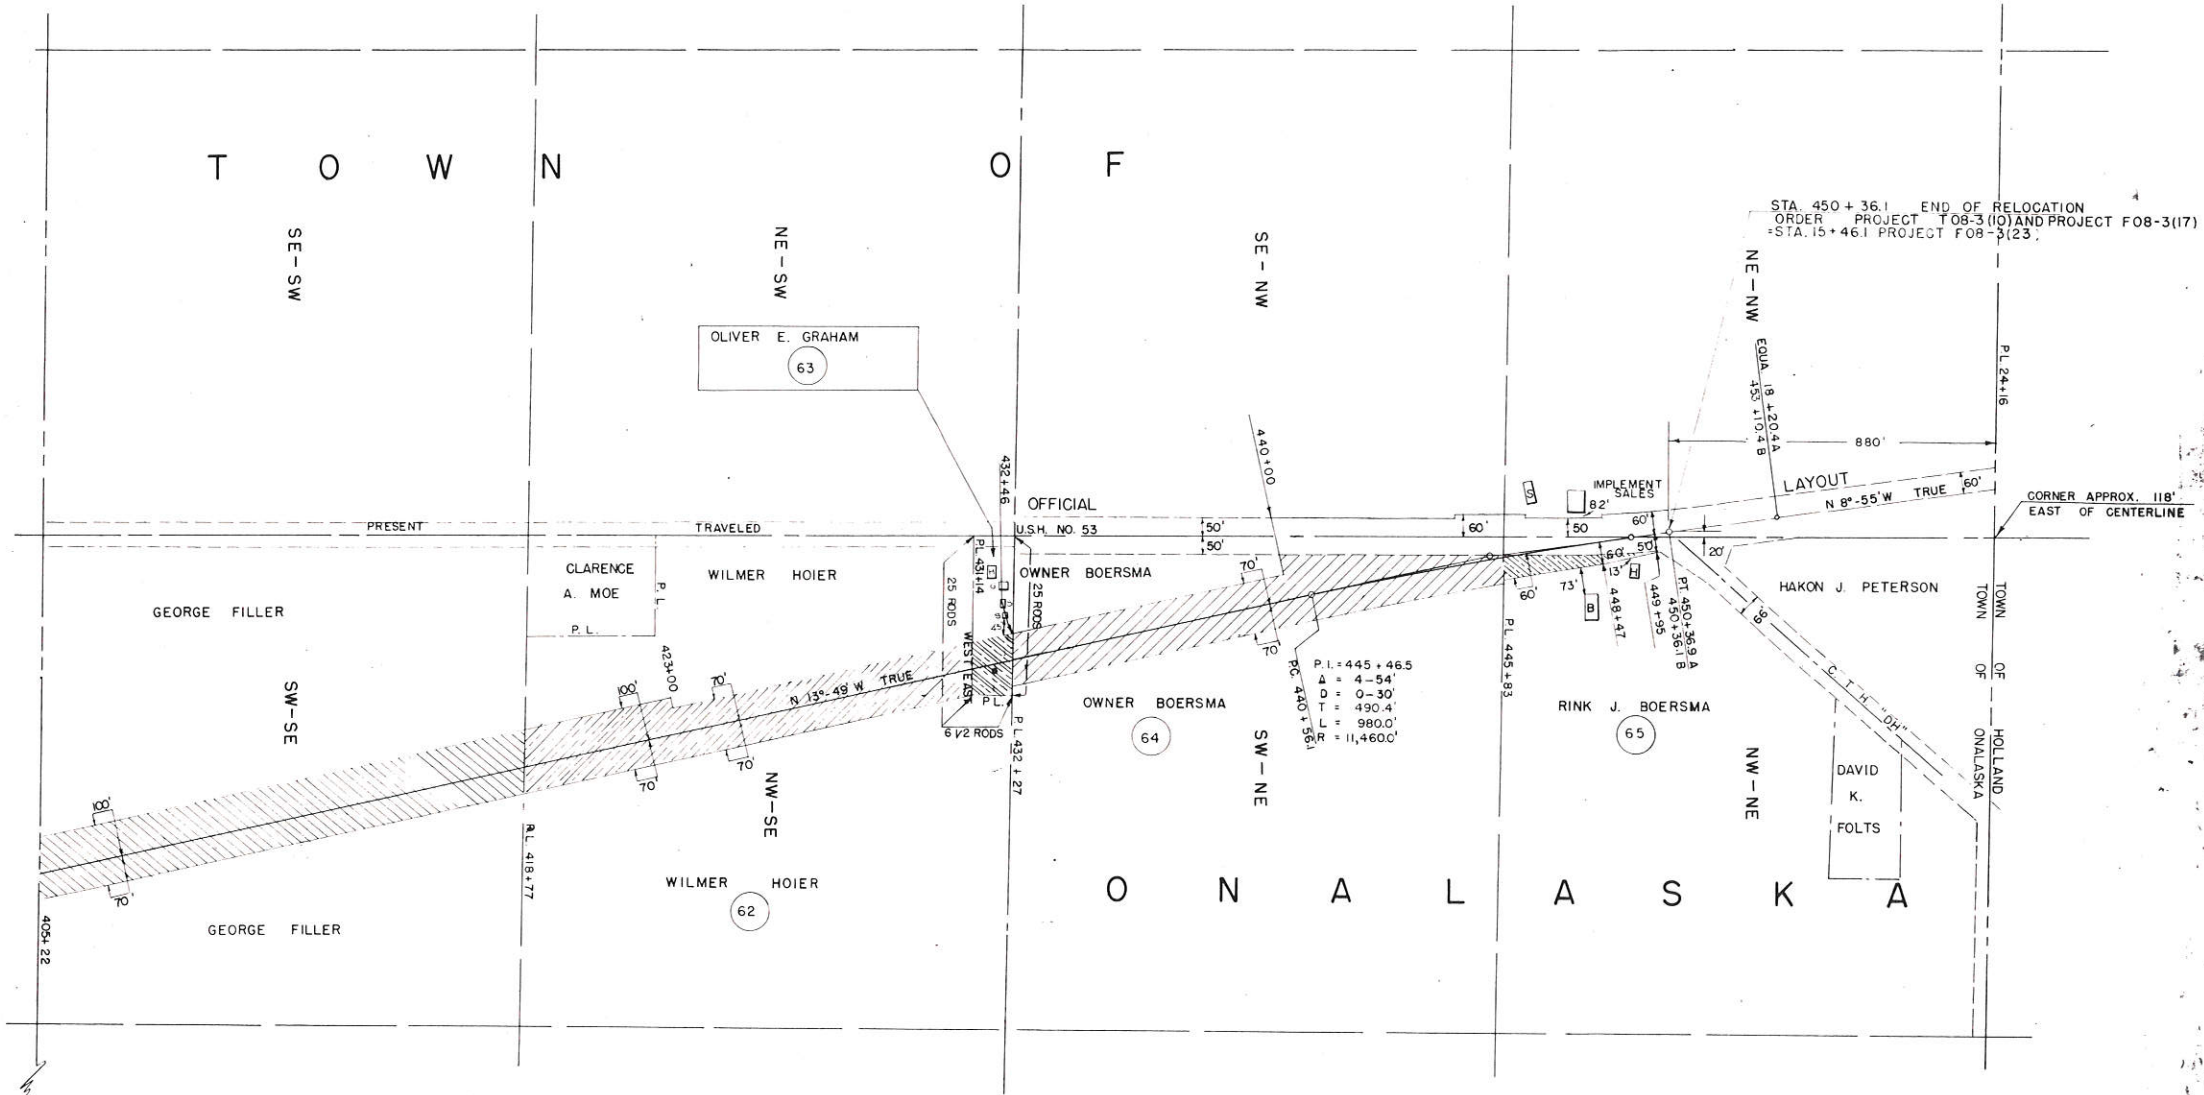 TOWN OF
STA. 450 + 36.1 END OF RELOCATION
ORDER PROJECT T 08-3 (10) AND PROJECT F 08-3(17)
=STA. 15 + 46.1 PROJECT F08-3(23)
SE-SW
NE-SW
SE-NW
NE-NW
OLIVER E. GRAHAM
63
EQUA. 18 + 20.4 A
453 + 10.4 B
P.L. 24+16
880'
440+00
432+46
OFFICIAL
S
IMPLEMENT
SALES
82'
LAYOUT
N 8°-55' W TRUE
60'
CORNER APPROX. 118'
EAST OF CENTERLINE
PRESENT
TRAVELED
U.S.H. NO. 53
50'
50'
60'
50
60'
50'
60'
20'
CLARENCE
A. MOE
P.L.
P.L.
WILMER HOIER
P.L. 431+14
25 RODS
25 RODS
OWNER BOERSMA
70'
60'
73'
13'
H
B
448+47
449+95
PT. 450+36.9 A
450+36.1 B
66'
HAKON J. PETERSON
TOWN OF HOLLAND
TOWN OF ONALASKA
GEORGE FILLER
SW-SE
423+00
100'
70'
N 13°-49' W TRUE
WEST
EAST
45'
P.L.
6 1/2 RODS
P.L. 432 + 27
70'
70'
70'
P.C. 440 + 56.1
P.I. = 445 + 46.5
Δ = 4-54'
D = 0-30'
T = 490.4'
L = 980.0'
R = 11,460.0'
OWNER BOERSMA
64
SW-NE
P.L. 445+83
RINK J. BOERSMA
65
NW-NE
C. T. H. "DH"
DAVID
K.
FOLTS
100'
70'
405+22
P.L. 418+77
NW-SE
WILMER HOIER
62
GEORGE FILLER
70'
ONALASKA